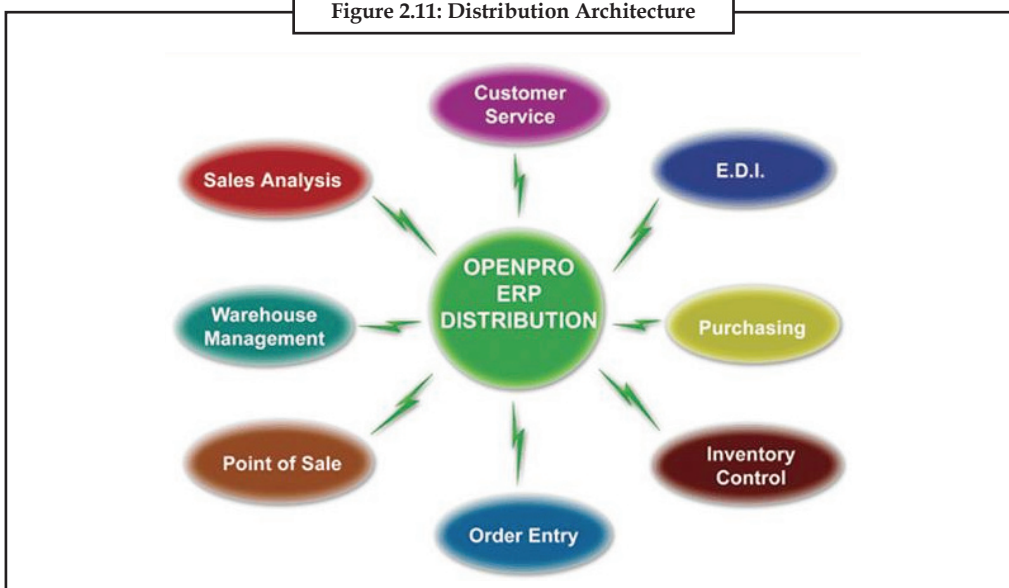 Figure 2.11: Distribution Architecture
Customer
Service
E.D.I.
Sales Analysis
OPENPRO
ERP
DISTRIBUTION
Warehouse
Management
Purchasing
Point of Sale
Inventory
Control
Order Entry